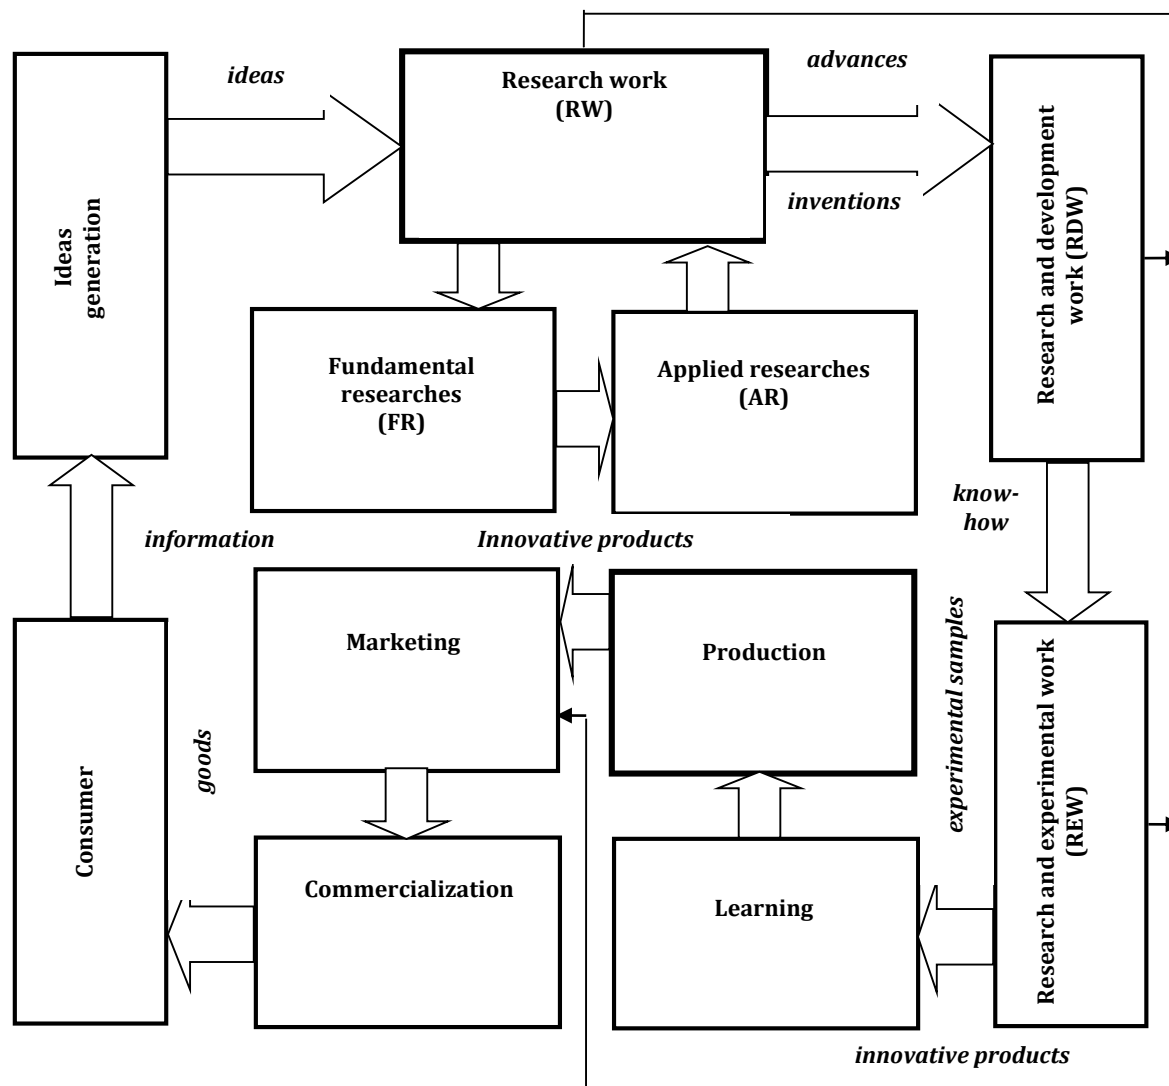 ideas
Research work
(RW)
advances
inventions
Ideas
generation
Research and development
work (RDW)
Fundamental
researches
(FR)
Applied researches
(AR)
know-
how
information
Innovative products
Marketing
Production
experimental samples
Research and experimental work
(REW)
Consumer
goods
Commercialization
Learning
innovative products